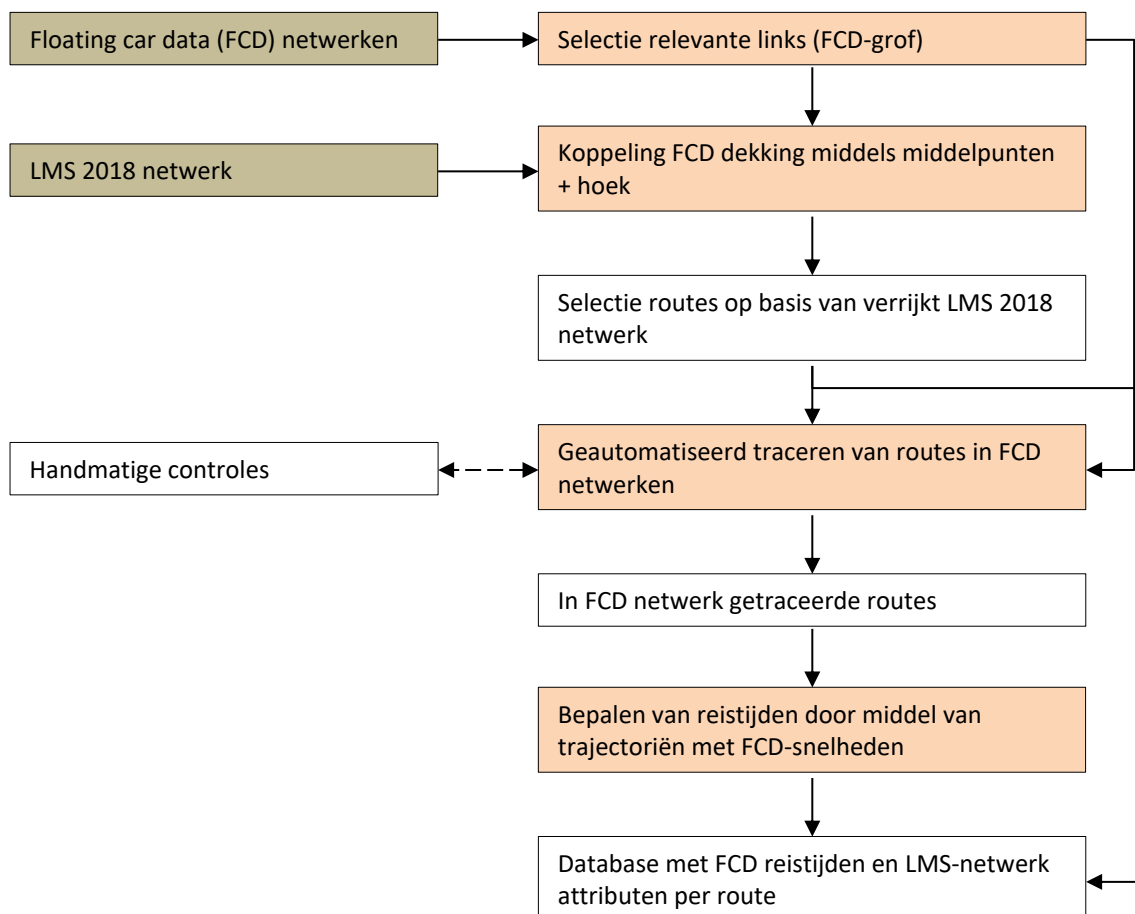 Floating car data (FCD) netwerken
Selectie relevante links (FCD-grof)
LMS 2018 netwerk
Koppeling FCD dekking middels middelpunten
+ hoek
Selectie routes op basis van verrijkt LMS 2018
netwerk
Handmatige controles
Geautomatiseerd traceren van routes in FCD
netwerken
In FCD netwerk getraceerde routes
Bepalen van reistijden door middel van
trajectoriën met FCD-snelheden
Database met FCD reistijden en LMS-netwerk
attributen per route